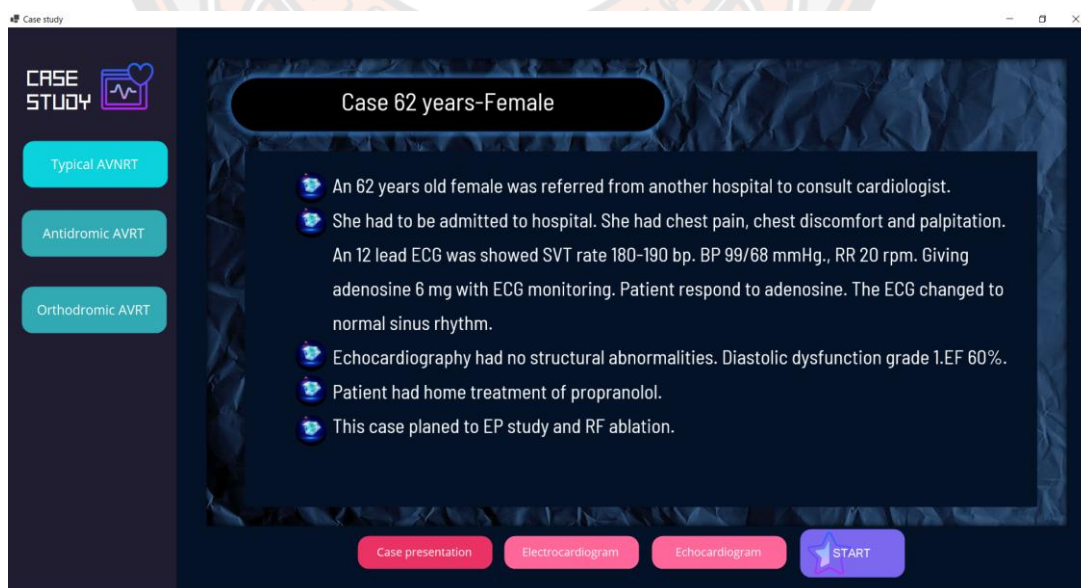 Case study
CASE
STUDY
Typical AVNRT
Antidromic AVRT
Orthodromic AVRT
Case 62 years-Female
An 62 years old female was referred from another hospital to consult cardiologist.
She had to be admitted to hospital. She had chest pain, chest discomfort and palpitation.
An 12 lead ECG was showed SVT rate 180-190 bp. BP 99/68 mmHg., RR 20 rpm. Giving
adenosine 6 mg with ECG monitoring. Patient respond to adenosine. The ECG changed to
normal sinus rhythm.
Echocardiography had no structural abnormalities. Diastolic dysfunction grade 1.EF 60%.
Patient had home treatment of propranolol.
This case planed to EP study and RF ablation.
Case presentation
Electrocardiogram
Echocardiogram
START